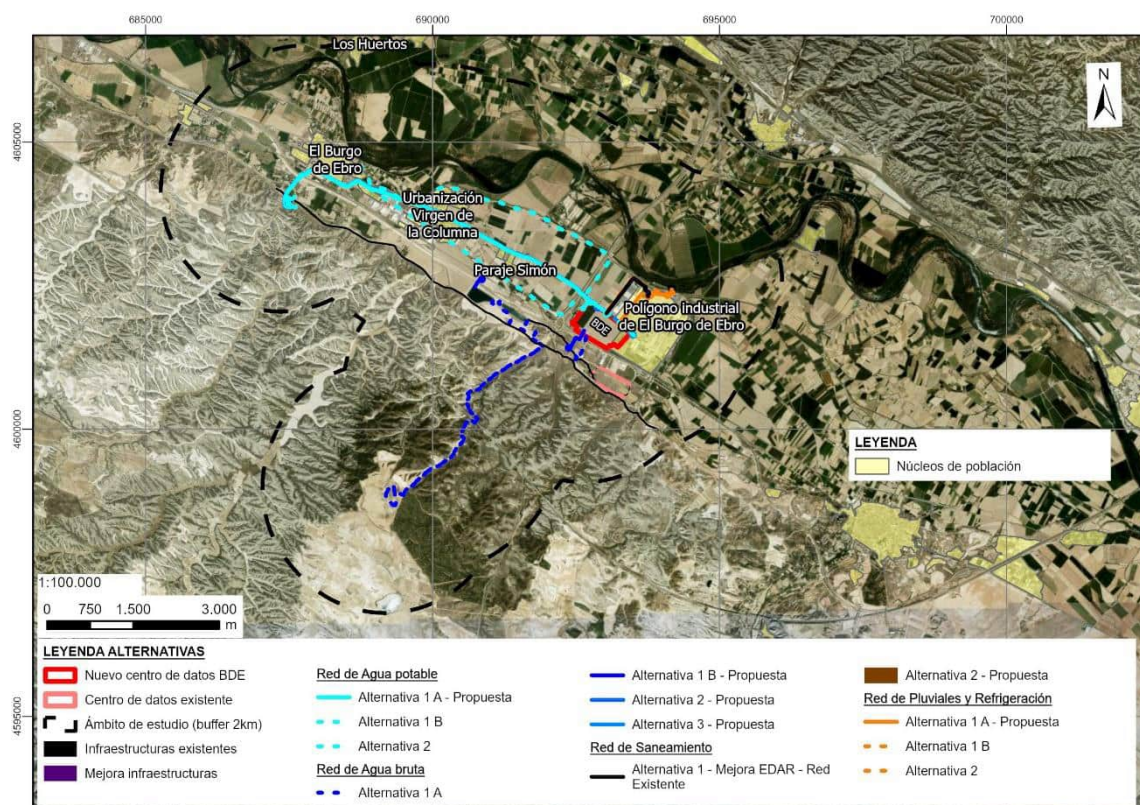 685000
690000
695000
700000
Los Huertos
N
4605000
El Burgo
de Ebro
Urbanización
Virgen de
la Columna
Paraje Simón
Polígono industrial
de El Burgo de Ebro
BDE
4600000
LEYENDA
Núcleos de población
1:100.000
0 750 1.500 3.000
m
LEYENDA ALTERNATIVAS
Nuevo centro de datos BDE
Centro de datos existente
Ámbito de estudio (buffer 2km)
Infraestructuras existentes
Mejora infraestructuras
Red de Agua potable
Alternativa 1 A - Propuesta
Alternativa 1 B
Alternativa 2
Red de Agua bruta
Alternativa 1 A
Alternativa 1 B - Propuesta
Alternativa 2 - Propuesta
Alternativa 3 - Propuesta
Red de Saneamiento
Alternativa 1 - Mejora EDAR - Red
Existente
Alternativa 2 - Propuesta
Red de Pluviales y Refrigeración
Alternativa 1 A - Propuesta
Alternativa 1 B
Alternativa 2
4595000